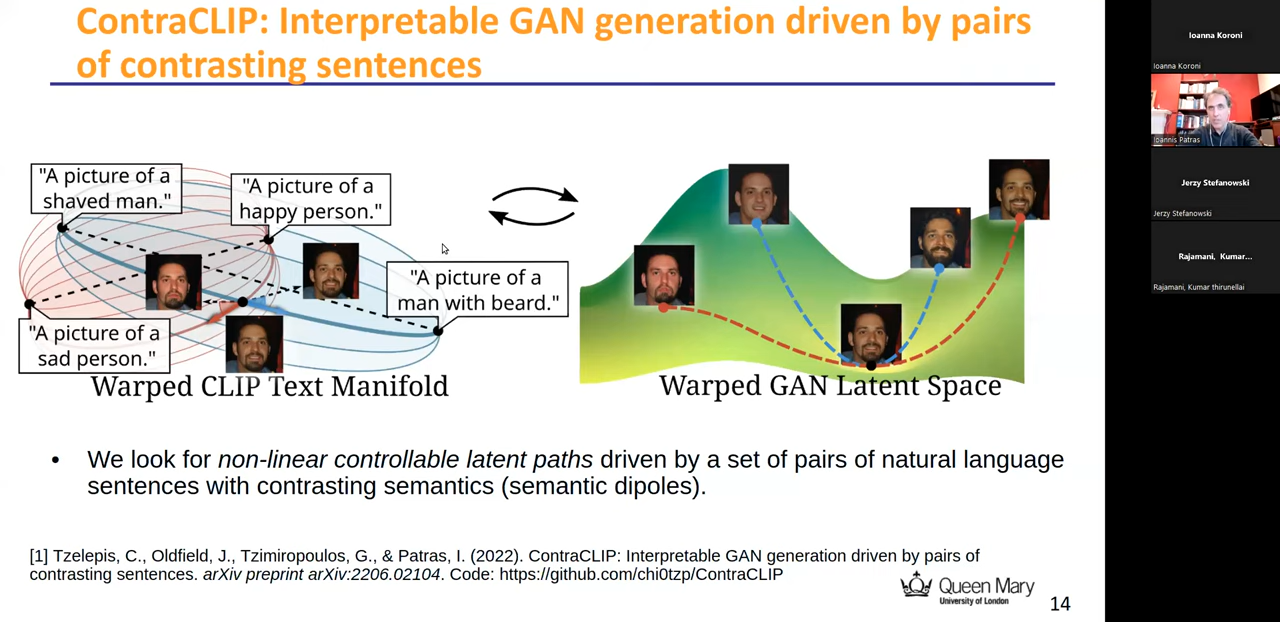 ContraCLIP: Interpretable GAN generation driven by pairs
of contrasting sentences
"A picture of a
shaved man."
"A picture of a
happy person."
"A picture of a
man with beard."
"A picture of a
sad person."
Warped CLIP Text Manifold
Warped GAN Latent Space
• We look for non-linear controllable latent paths driven by a set of pairs of natural language
sentences with contrasting semantics (semantic dipoles).
[1] Tzelepis, C., Oldfield, J., Tzimiropoulos, G., & Patras, I. (2022). ContraCLIP: Interpretable GAN generation driven by pairs of
contrasting sentences. arXiv preprint arXiv:2206.02104. Code: https://github.com/chi0tzp/ContraCLIP
Queen Mary
University of London
14
Ioanna Koroni
Ioanna Koroni
Ioannis Patras
Jerzy Stefanowski
Jerzy Stefanowski
Rajamani, Kumar...
Rajamani, Kumar thirunellai